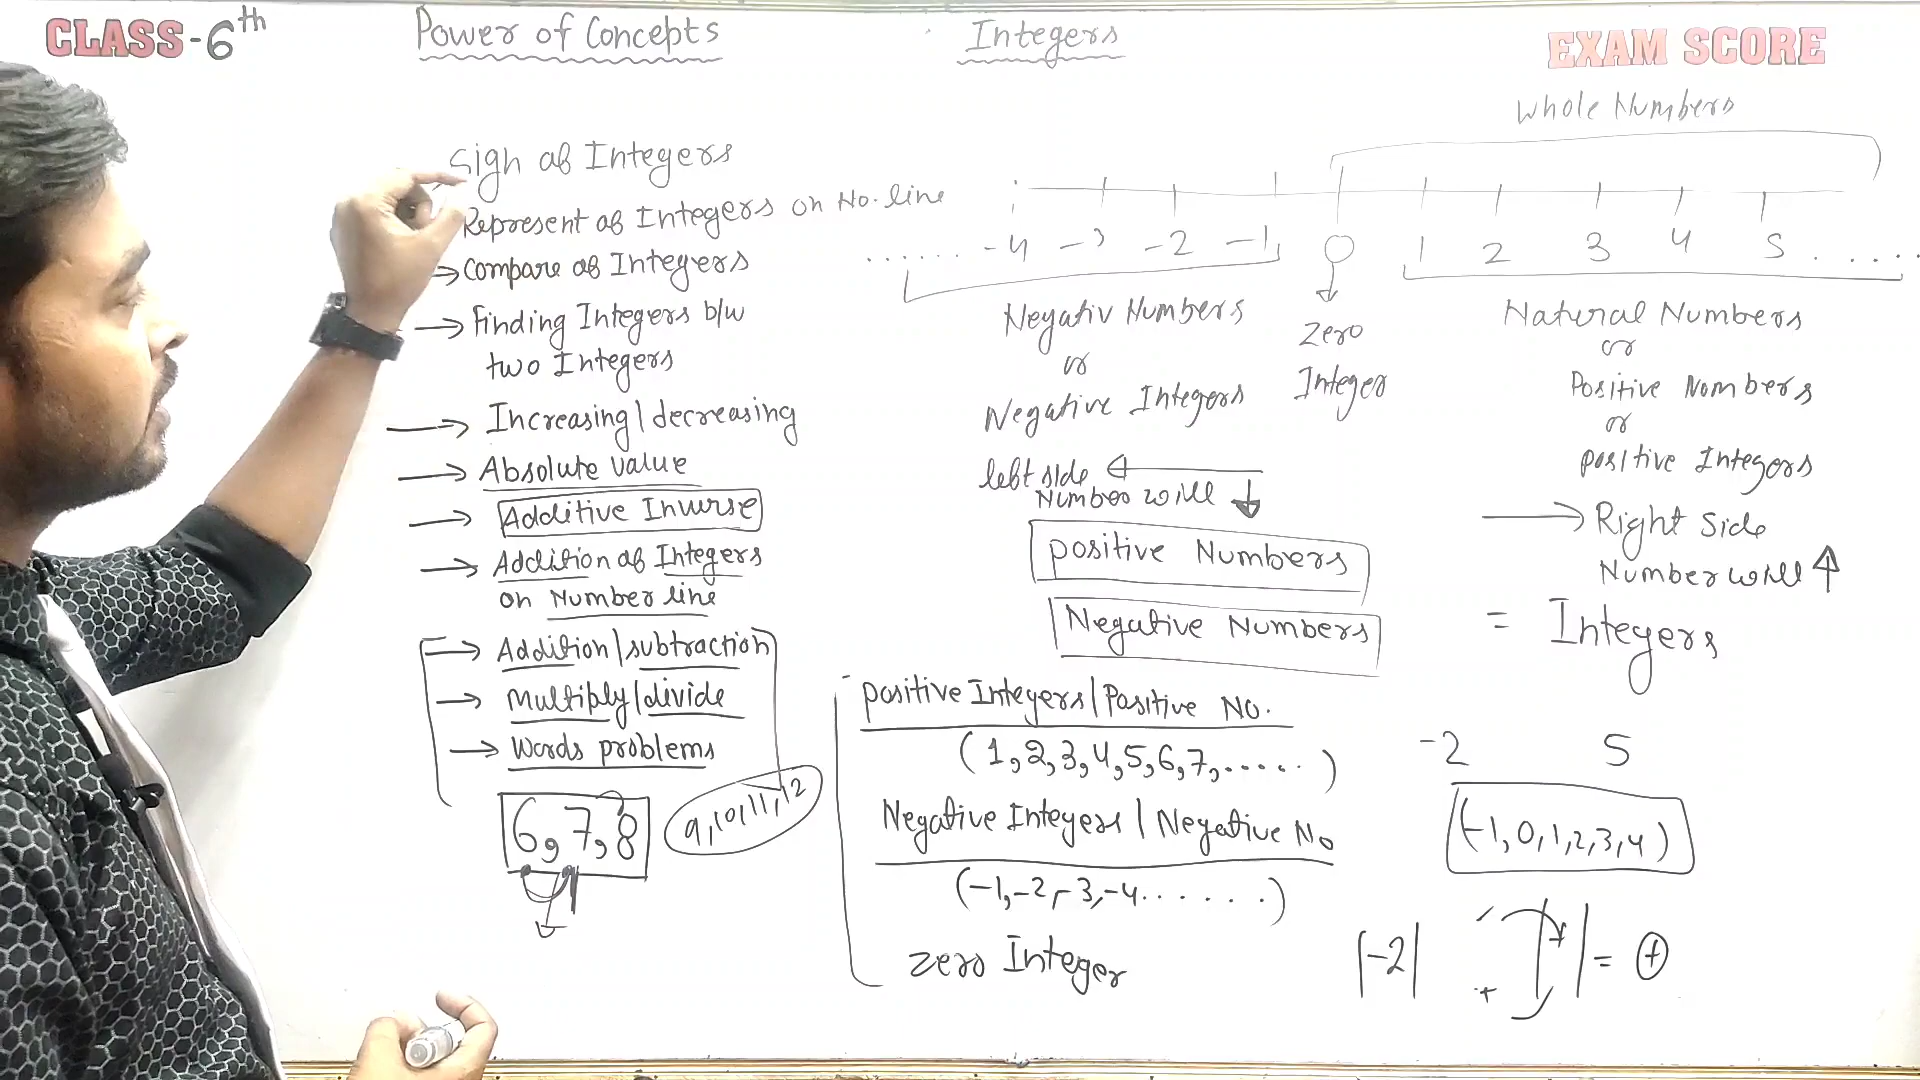 CLASS-6th
Power of Concepts
Integers
EXAM SCORE
Whole Numbers
Sign of Integers
Represent of Integers on No. line
→ Compare of Integers
→ Finding Integers b/w
two Integers
→ Increasing/decreasing
→ Absolute value
→ Additive Inverse
→ Addition of Integers
on Number line
→ Addition/subtraction
→ Multiply/divide
→ Words problems
6, 7, 8
9, 10, 11, 12
...... -4 -3 -2 -1 0 1 2 3 4 5 .....
Negativ Numbers
or
Negative Integers
Zero
Integer
Natural Numbers
or
Positive Nombers
or
positive Integers
left side ←
Number will ↓
→ Right side
Number will ↑
positive Numbers
Negative Numbers
= Integers
positive Integers/Positive No.
(1,2,3,4,5,6,7,.....)
Negative Integers/Negative No
(-1,-2,-3,-4......)
zero Integer
-2 5
(-1,0,1,2,3,4)
|-2|
- + | | = +